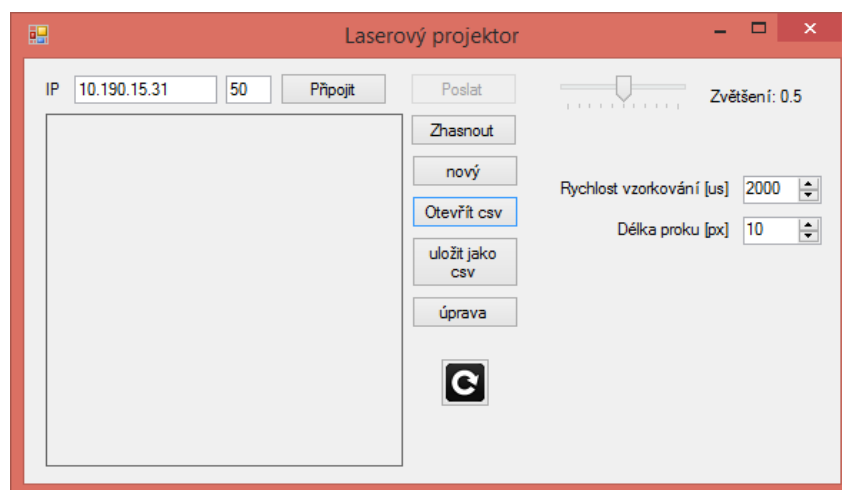 Laserový projektor
IP 10.190.15.31 50 Připojit
Poslat
Zvětšení: 0.5
Zhasnout
nový
Rychlost vzorkování [us] 2000
Otevřít csv
Délka proku [px] 10
uložit jako
csv
úprava